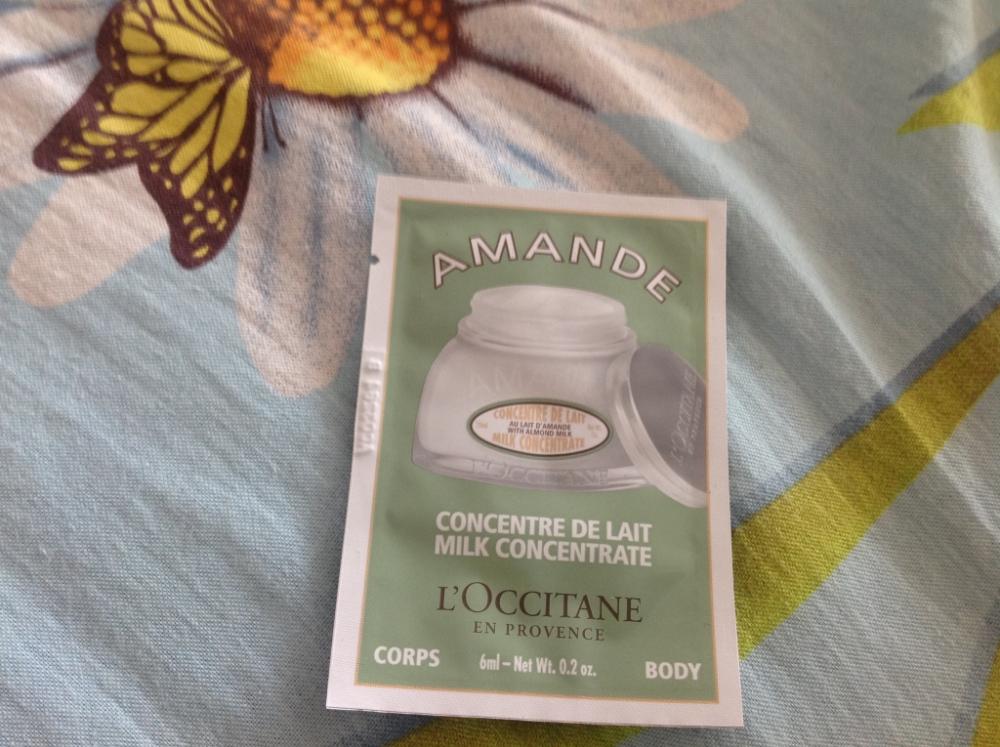 AMANDE
CONCENTRE DE LAIT
AU LAIT D'AMANDE
WITH ALMOND MILK
MILK CONCENTRATE
L'OCCITANE
L'OCCITANE
CONCENTRE DE LAIT
MILK CONCENTRATE
L'OCCITANE
EN PROVENCE
CORPS
6ml – Net Wt. 0.2 oz.
BODY